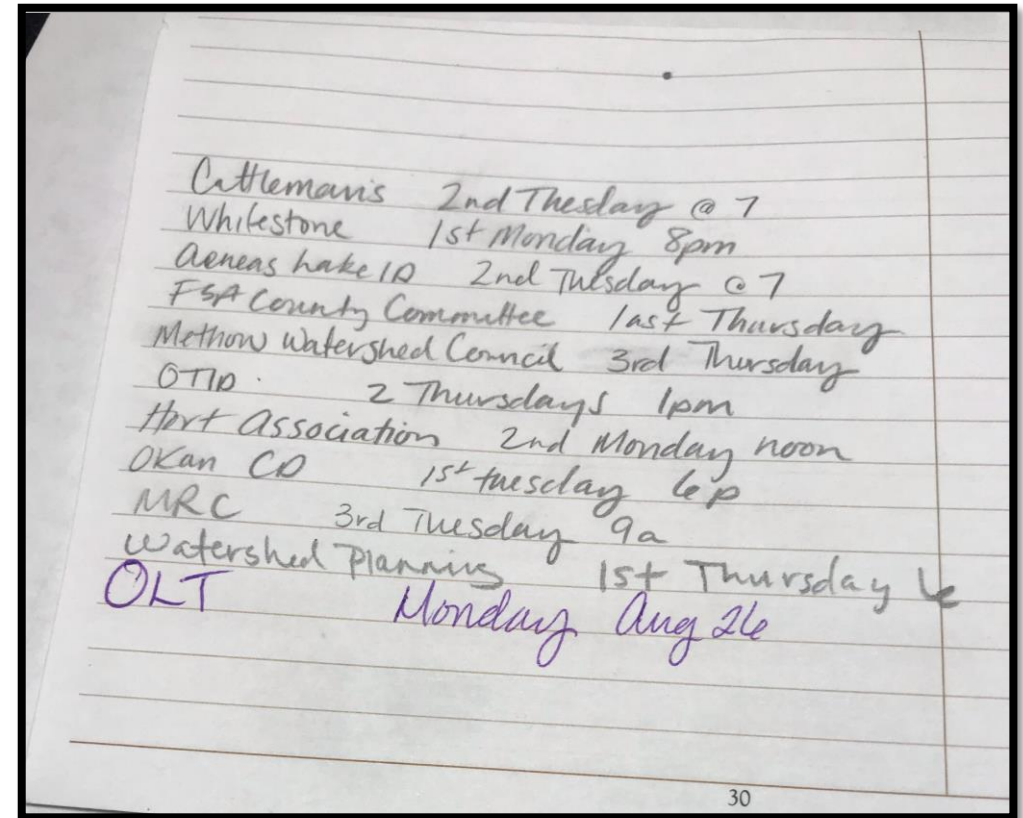 Cattleman's 2nd Thesday @ 7
Whitestone 1st Monday 8pm
Aeneas Lake ID 2nd Tuesday @ 7
FSA County Committee last Thursday
Methow Watershed Council 3rd Thursday
OTID. 2 Thursdays 1pm
Hort Association 2nd Monday noon
OKan CD 1st tuesday 6p
MRC 3rd Tuesday 9a
Watershed Planning 1st Thursday 6
OLT Monday Aug 26
30